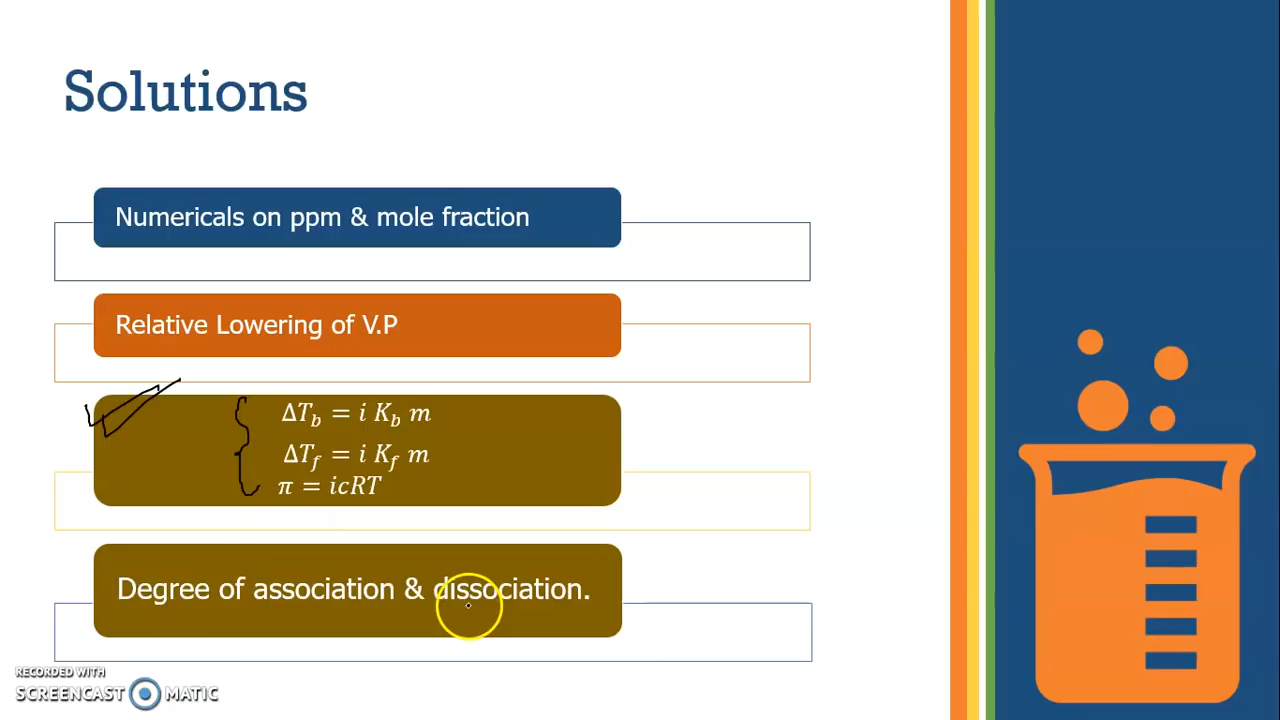 Solutions
Numericals on ppm & mole fraction
Relative Lowering of V.P
ΔT_b = i K_b m
ΔT_f = i K_f m
π = icRT
Degree of association & dissociation.
RECORDED WITH
SCREENCAST MATIC